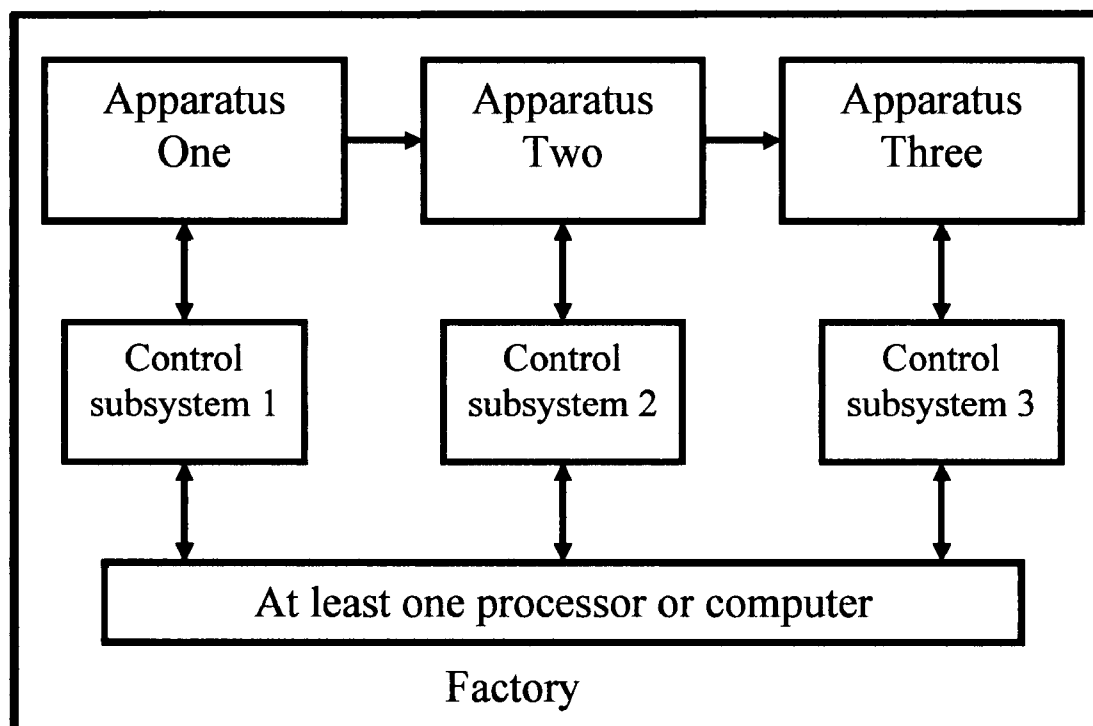 Apparatus
One
Apparatus
Two
Apparatus
Three
Control
subsystem 1
Control
subsystem 2
Control
subsystem 3
At least one processor or computer
Factory